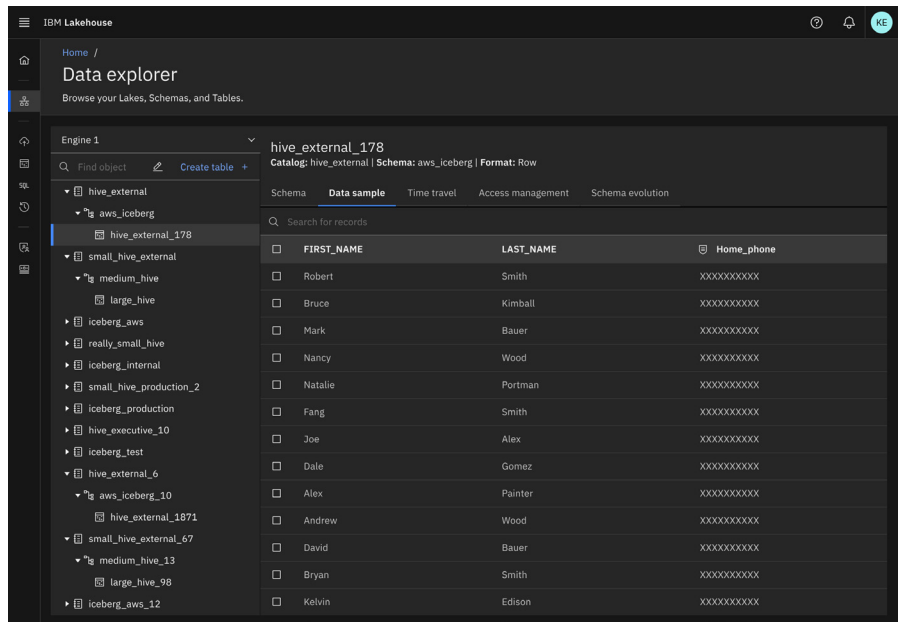 IBM Lakehouse
KE
Home /
Data explorer
Browse your Lakes, Schemas, and Tables.
Engine 1
Find object Create table +
hive_external
aws_iceberg
hive_external_178
small_hive_external
medium_hive
large_hive
iceberg_aws
really_small_hive
iceberg_internal
small_hive_production_2
iceberg_production
hive_executive_10
iceberg_test
hive_external_6
aws_iceberg_10
hive_external_1871
small_hive_external_67
medium_hive_13
large_hive_98
iceberg_aws_12
SQL
hive_external_178
Catalog: hive_external | Schema: aws_iceberg | Format: Row
Schema Data sample Time travel Access management Schema evolution
Search for records
FIRST_NAME LAST_NAME Home_phone
Robert Smith XXXXXXXXXX
Bruce Kimball XXXXXXXXXX
Mark Bauer XXXXXXXXXX
Nancy Wood XXXXXXXXXX
Natalie Portman XXXXXXXXXX
Fang Smith XXXXXXXXXX
Joe Alex XXXXXXXXXX
Dale Gomez XXXXXXXXXX
Alex Painter XXXXXXXXXX
Andrew Wood XXXXXXXXXX
David Bauer XXXXXXXXXX
Bryan Smith XXXXXXXXXX
Kelvin Edison XXXXXXXXXX